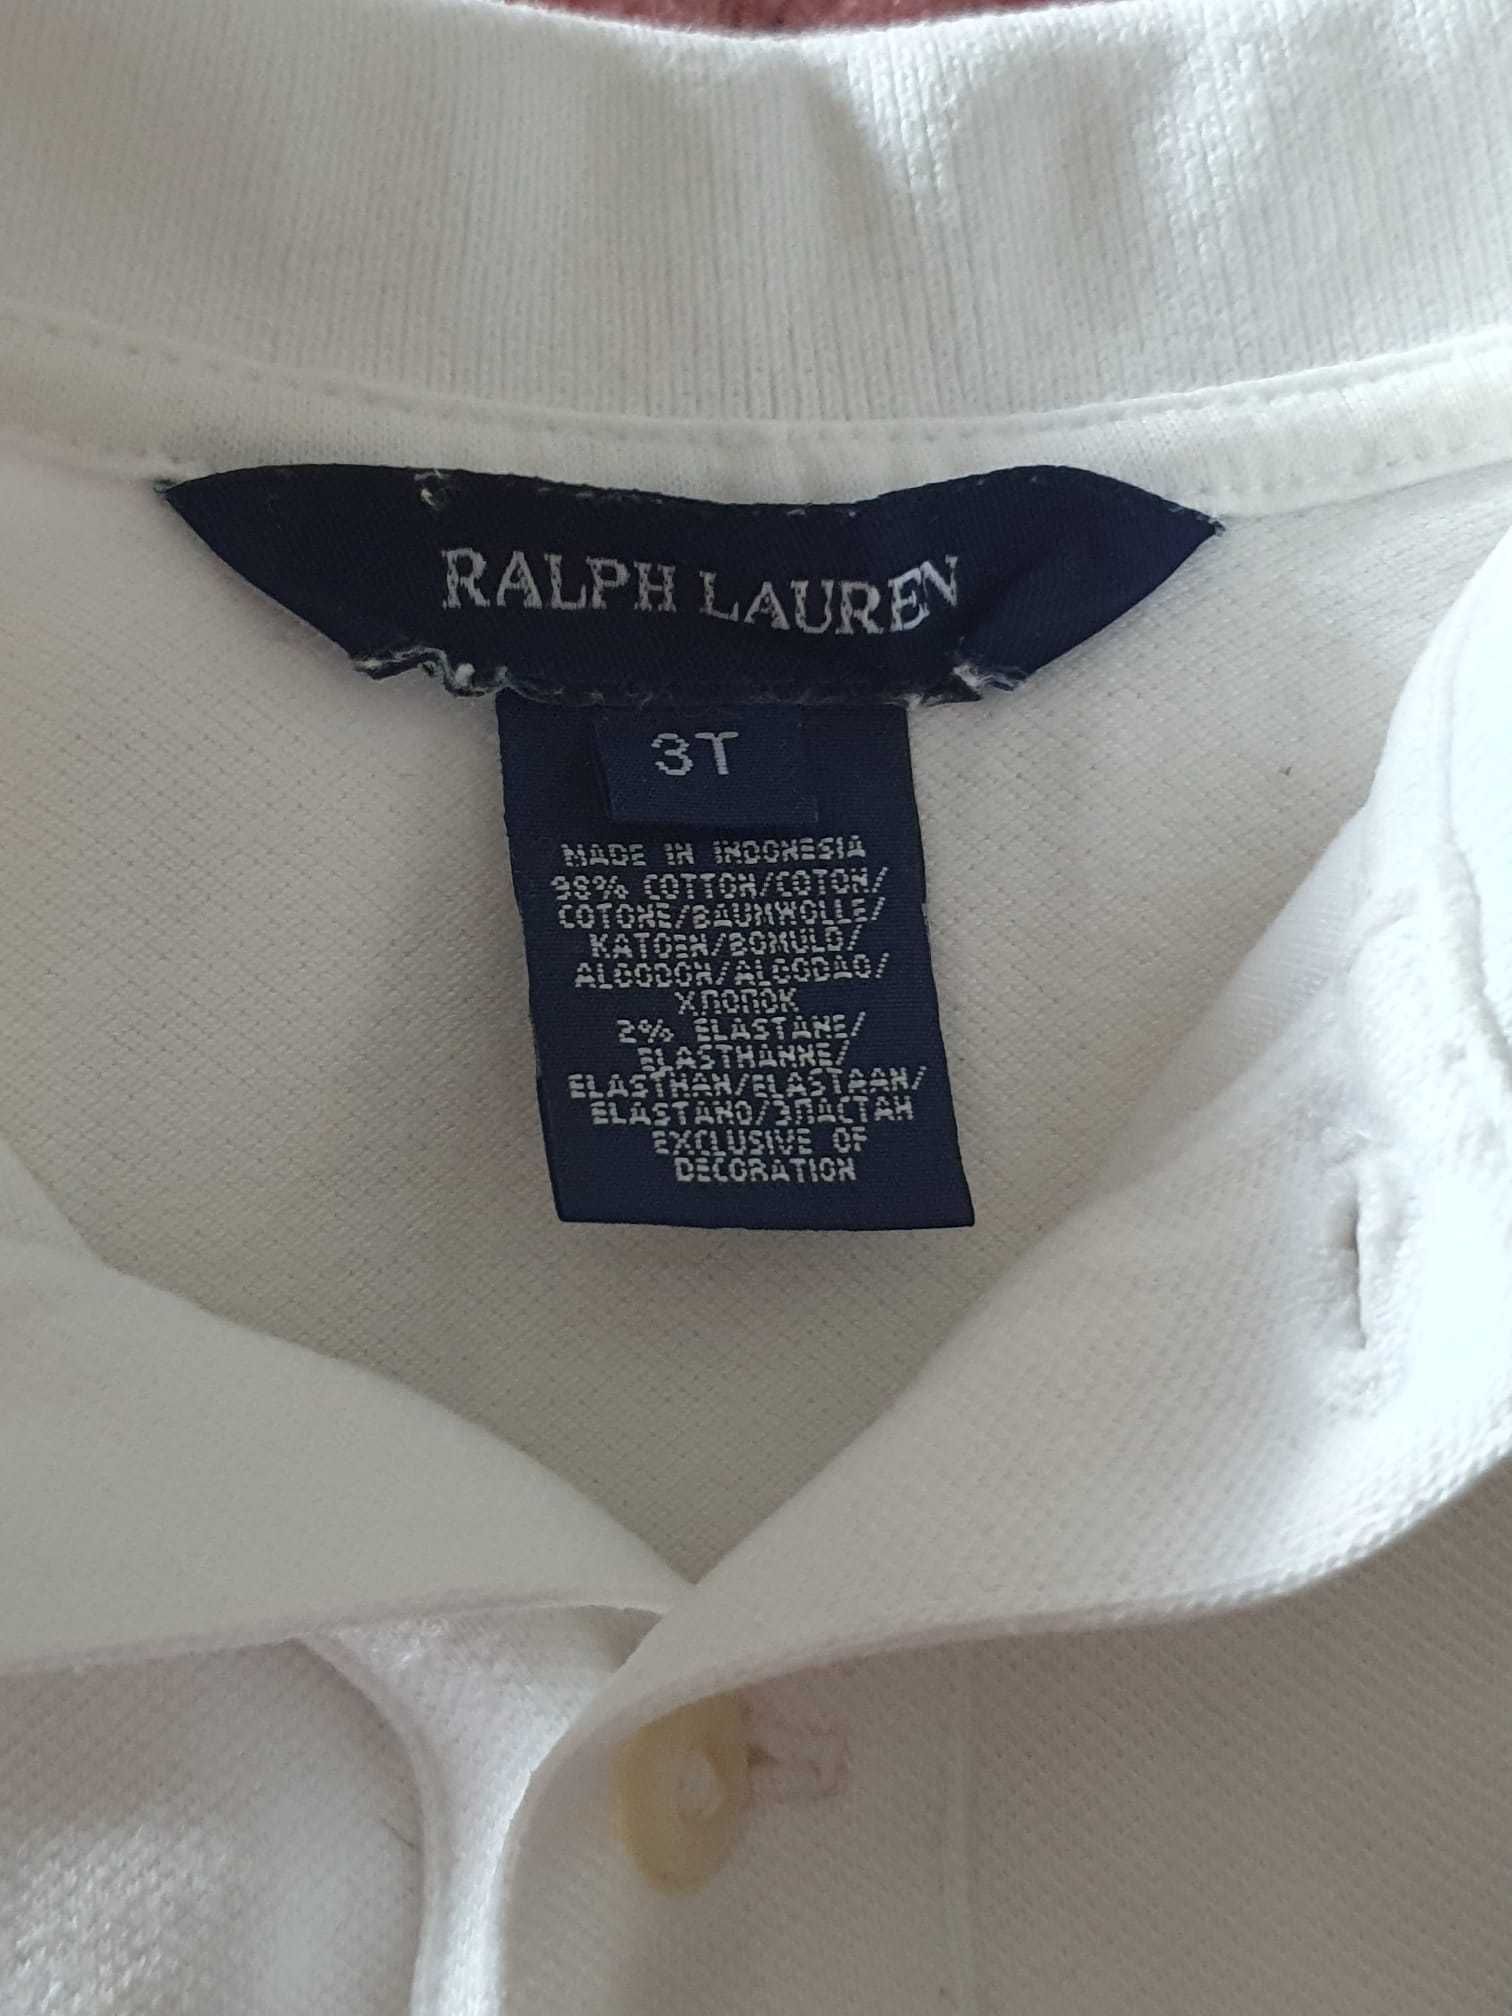 RALPH LAUREN
3T
MADE IN INDONESIA
98% COTTON/COTON/
COTONE/BAUMWOLLE/
KATOEN/BOMULD/
ALGODON/ALGODAO/
ХЛОПОК
2% ELASTANE/
ELASTHANNE/
ELASTHAN/ELASTAAN/
ELASTANO/ЭЛАСТАН
EXCLUSIVE OF
DECORATION